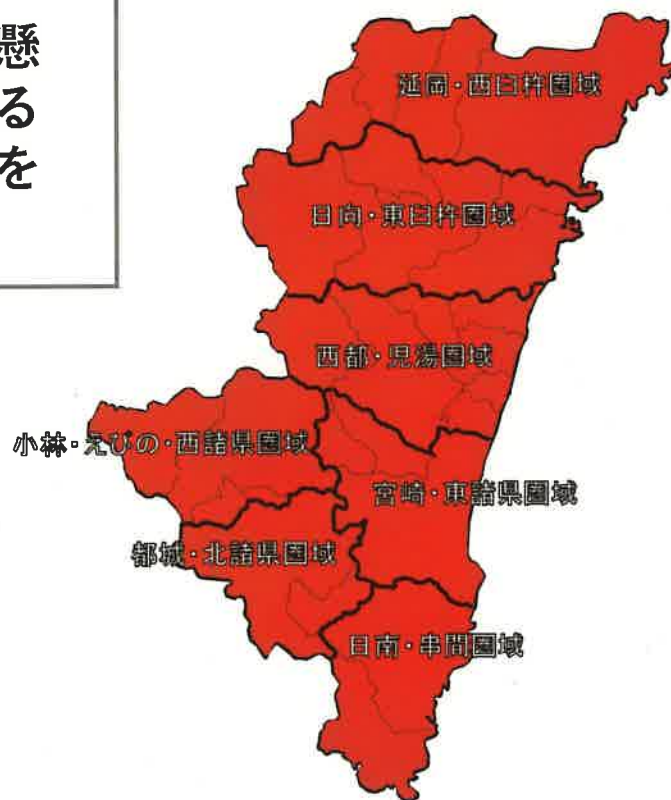 懸
る
を
延岡・西臼杵圏域
日向・東臼杵圏域
西都・児湯圏域
小林・えびの・西諸県圏域
宮崎・東諸県圏域
都城・北諸県圏域
日南・串間圏域